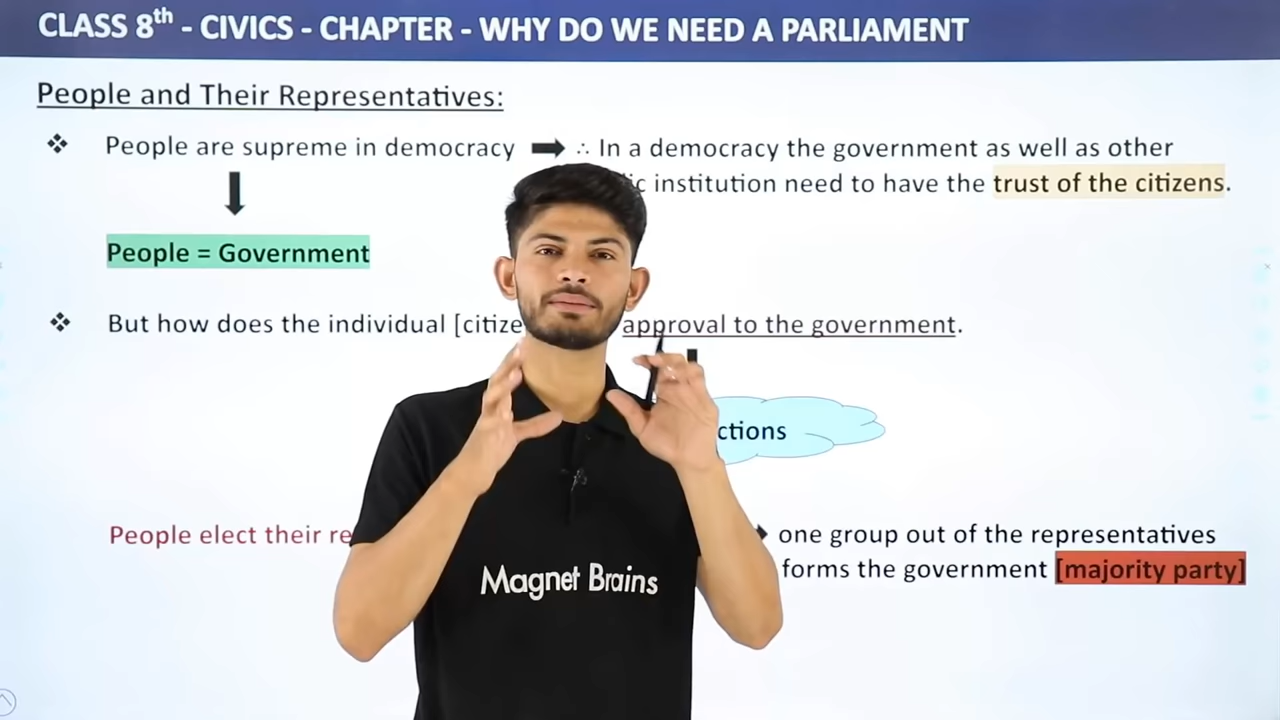 CLASS 8th - CIVICS - CHAPTER - WHY DO WE NEED A PARLIAMENT
People and Their Representatives:
People are supreme in democracy ➡ ∴ In a democracy the government as well as other
institution need to have the trust of the citizens.
People = Government
But how does the individual approval to the government.
People elect their one group out of the representatives
forms the government [majority party]
Magnet Brains